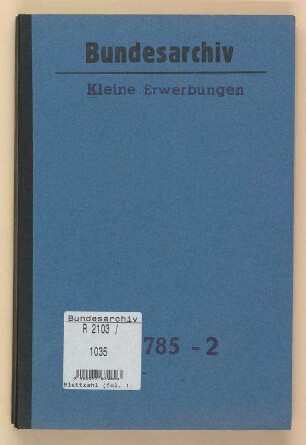 Bundesarchiv
Kleine Erwerbungen
Bundesarchiv
R 2103 /
1035
785 - 2
Blattzahl (fol. 1-